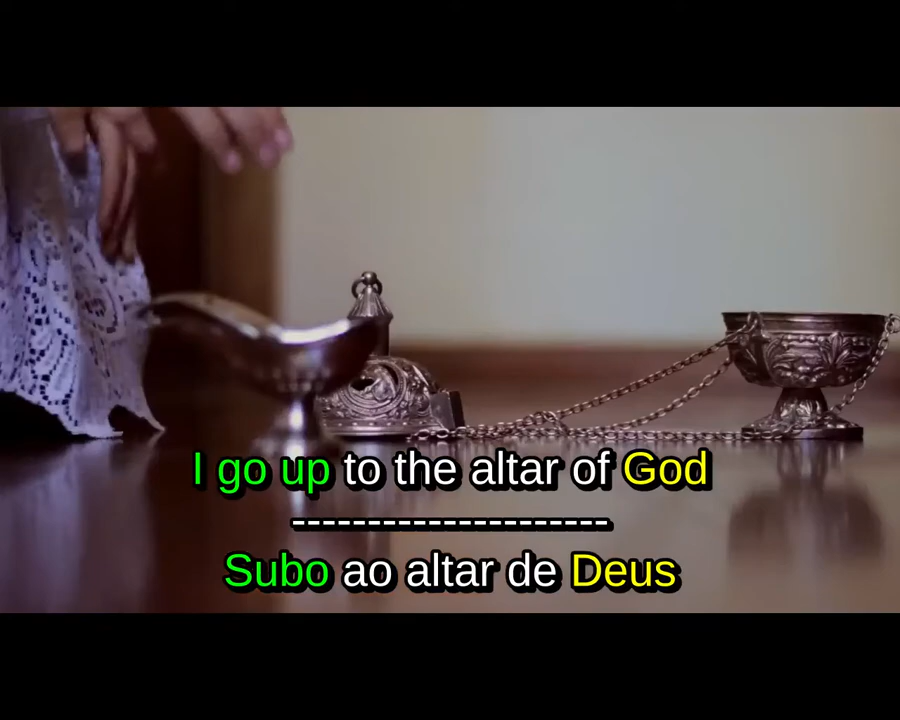 I go up to the altar of God
---------------------
Subo ao altar de Deus